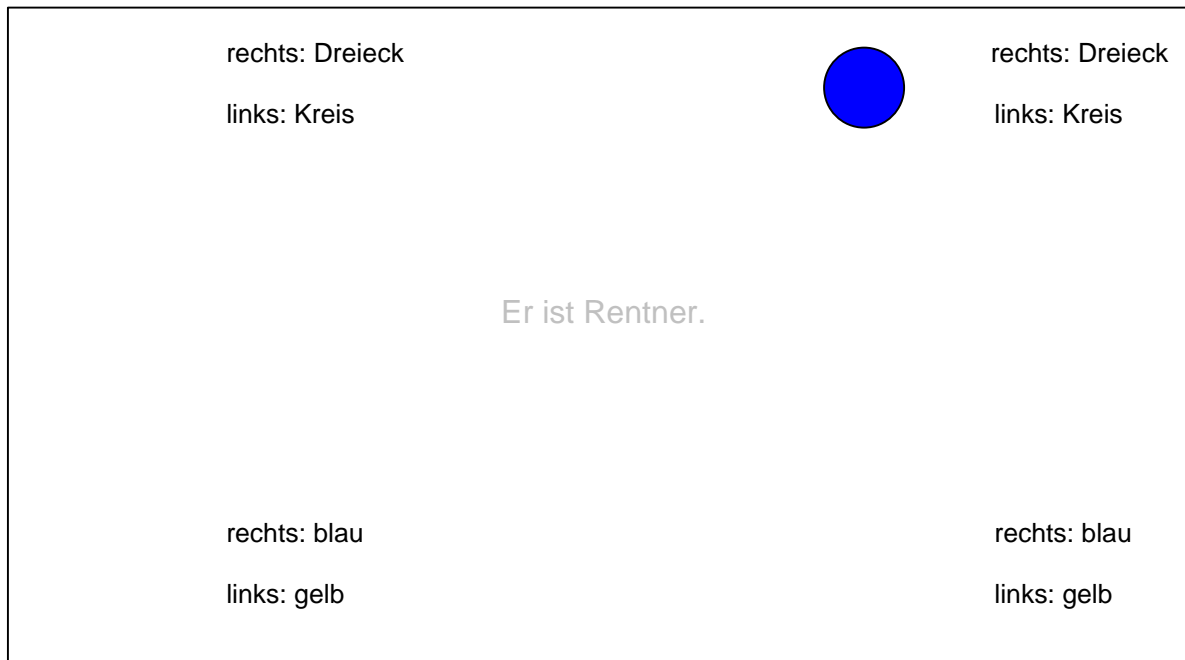 rechts: Dreieck
links: Kreis
rechts: Dreieck
links: Kreis
Er ist Rentner.
rechts: blau
links: gelb
rechts: blau
links: gelb